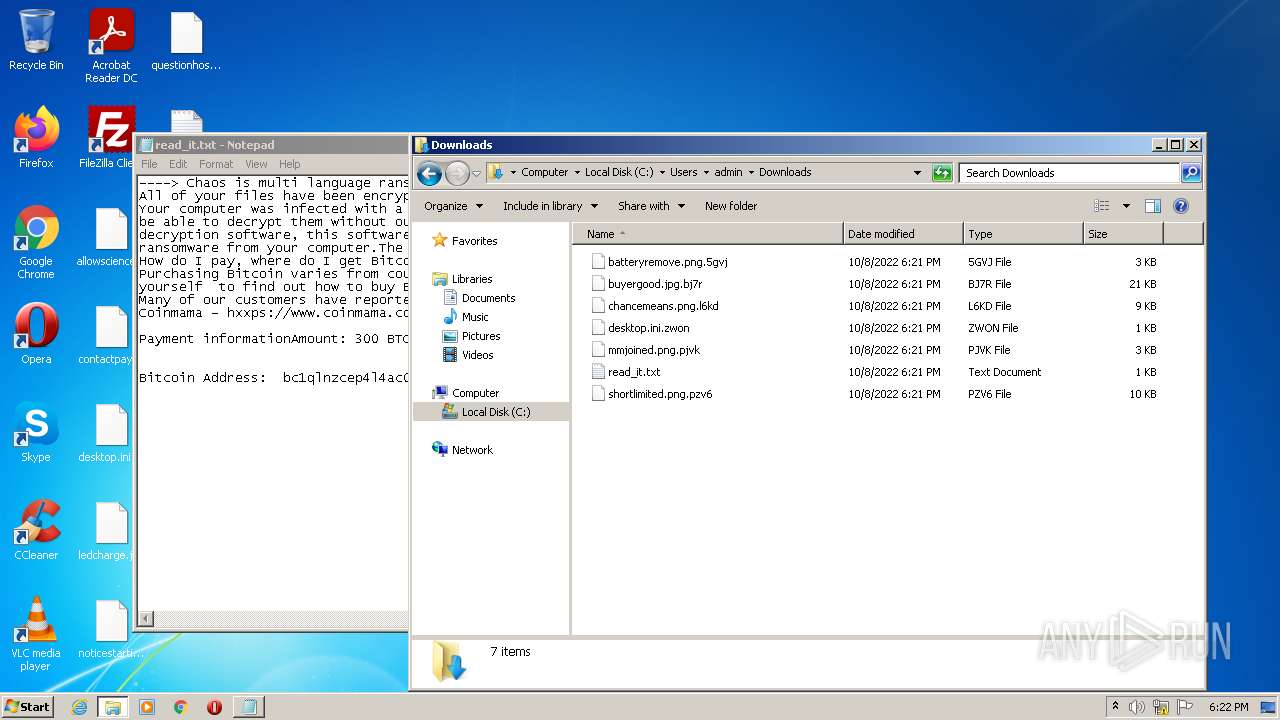 Recycle Bin
Acrobat
Reader DC
questionhos...
Firefox
FileZilla Clie
Google
Chrome
allowscience
Opera
contactpay
Skype
desktop.ini
CCleaner
ledcharge.j
VLC media
player
noticestarti...
read_it.txt - Notepad
File Edit Format View Help
----> Chaos is multi language rans
All of your files have been encryp
Your computer was infected with a
be able to decrypt them without o
decryption software, this software
ransomware from your computer.The
How do I pay, where do I get Bitco
Purchasing Bitcoin varies from cou
yourself to find out how to buy B
Many of our customers have reporte
Coinmama - hxxps://www.coinmama.co
Payment informationAmount: 300 BTC
Bitcoin Address: bc1qlnzcep4l4ac0
Downloads
Computer Local Disk (C:) Users admin Downloads
Search Downloads
Organize Include in library Share with New folder
Favorites
Libraries
Documents
Music
Pictures
Videos
Computer
Local Disk (C:)
Network
Name Date modified Type Size
batteryremove.png.5gvj 10/8/2022 6:21 PM 5GVJ File 3 KB
buyergood.jpg.bj7r 10/8/2022 6:21 PM BJ7R File 21 KB
chancemeans.png.l6kd 10/8/2022 6:21 PM L6KD File 9 KB
desktop.ini.zwon 10/8/2022 6:21 PM ZWON File 1 KB
mmjoined.png.pjvk 10/8/2022 6:21 PM PJVK File 3 KB
read_it.txt 10/8/2022 6:21 PM Text Document 1 KB
shortlimited.png.pzv6 10/8/2022 6:21 PM PZV6 File 10 KB
7 items
ANY RUN
Start
6:22 PM